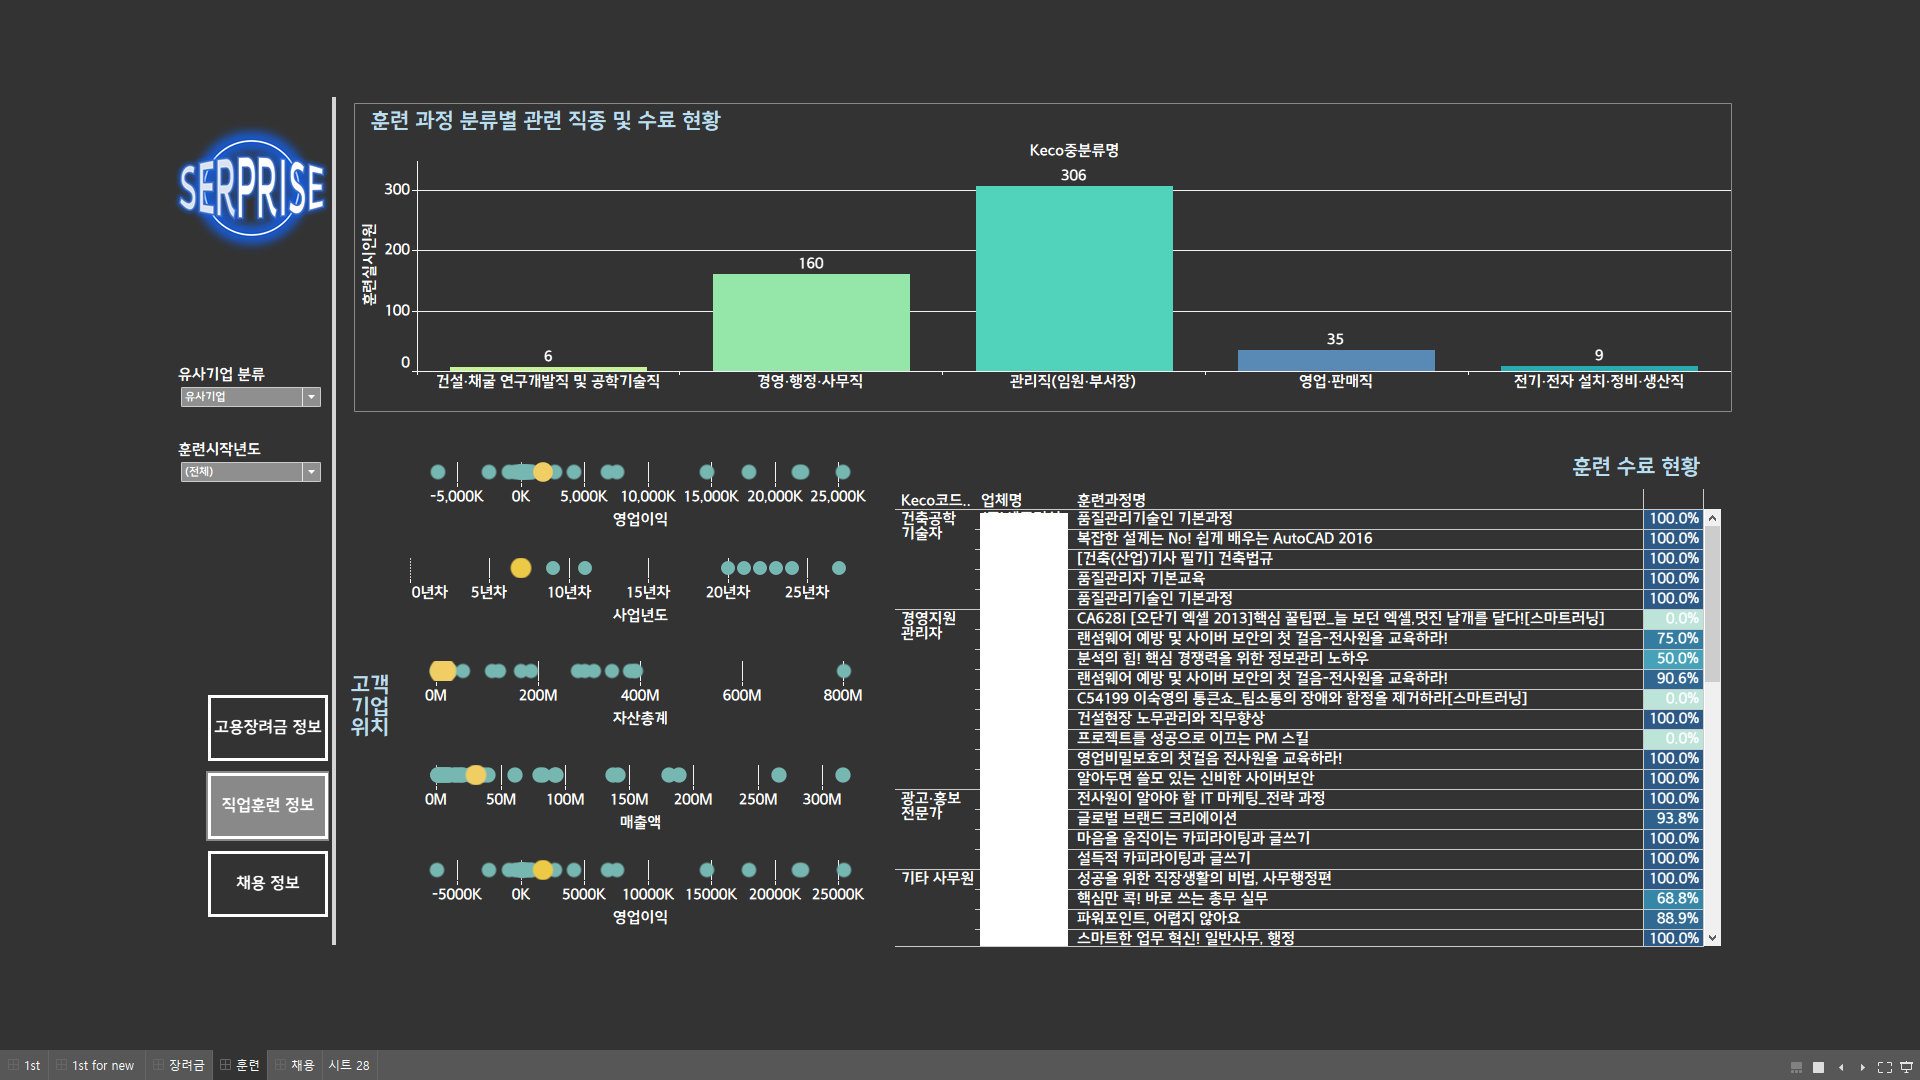 SERPRISE
유사기업 분류
유사기업
훈련시작년도
(전체)
고용장려금 정보
직업훈련 정보
채용 정보
훈련 과정 분류별 관련 직종 및 수료 현황
Keco중분류명
훈련실시인원
300
200
100
0
6
160
306
35
9
건설·채굴 연구개발직 및 공학기술직
경영·행정·사무직
관리직(임원·부서장)
영업·판매직
전기·전자 설치·정비·생산직
고객
기업
위치
-5,000K 0K 5,000K 10,000K 15,000K 20,000K 25,000K
영업이익
0년차 5년차 10년차 15년차 20년차 25년차
사업년도
0M 200M 400M 600M 800M
자산총계
0M 50M 100M 150M 200M 250M 300M
매출액
-5000K 0K 5000K 10000K 15000K 20000K 25000K
영업이익
훈련 수료 현황
Keco코드.. 업체명 훈련과정명
건축공학 기술자 품질관리기술인 기본과정 100.0%
복잡한 설계는 No! 쉽게 배우는 AutoCAD 2016 100.0%
[건축(산업)기사 필기] 건축법규 100.0%
품질관리자 기본교육 100.0%
품질관리기술인 기본과정 100.0%
경영지원 관리자 CA628I [오단기 엑셀 2013]핵심 꿀팁편_늘 보던 엑셀,멋진 날개를 달다![스마트러닝] 0.0%
랜섬웨어 예방 및 사이버 보안의 첫 걸음-전사원을 교육하라! 75.0%
분석의 힘! 핵심 경쟁력을 위한 정보관리 노하우 50.0%
랜섬웨어 예방 및 사이버 보안의 첫 걸음-전사원을 교육하라! 90.6%
C54199 이숙영의 통큰쇼_팀소통의 장애와 함정을 제거하라[스마트러닝] 0.0%
건설현장 노무관리와 직무향상 100.0%
프로젝트를 성공으로 이끄는 PM 스킬 0.0%
영업비밀보호의 첫걸음 전사원을 교육하라! 100.0%
알아두면 쓸모 있는 신비한 사이버보안 100.0%
광고·홍보 전문가 전사원이 알아야 할 IT 마케팅_전략 과정 100.0%
글로벌 브랜드 크리에이션 93.8%
마음을 움직이는 카피라이팅과 글쓰기 100.0%
설득적 카피라이팅과 글쓰기 100.0%
기타 사무원 성공을 위한 직장생활의 비법, 사무행정편 100.0%
핵심만 콕! 바로 쓰는 총무 실무 68.8%
파워포인트, 어렵지 않아요 88.9%
스마트한 업무 혁신! 일반사무, 행정 100.0%
1st 1st for new 장려금 훈련 채용 시트 28